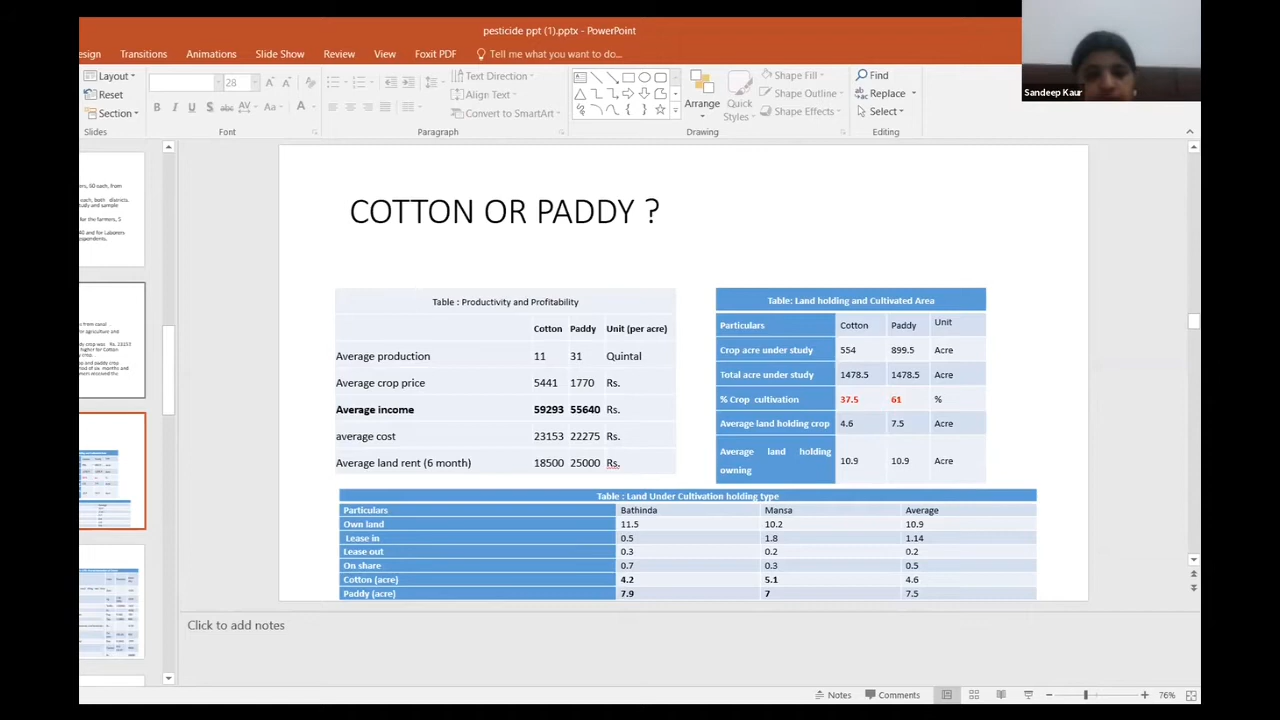 pesticide ppt (1).pptx - PowerPoint
esign Transitions Animations Slide Show Review View Foxit PDF Tell me what you want to do...
Layout Reset Section Slides
28
B I U S abc AV Aa A
Font
Text Direction
Align Text
Convert to SmartArt
Paragraph
Arrange Quick Styles
Shape Fill
Shape Outline
Shape Effects
Drawing
Find
Replace
Select
Editing
Sandeep Kaur
COTTON OR PADDY ?
Table : Productivity and Profitability
Cotton Paddy Unit (per acre)
Average production 11 31 Quintal
Average crop price 5441 1770 Rs.
Average income 59293 55640 Rs.
average cost 23153 22275 Rs.
Average land rent (6 month) 18500 25000 Rs.
Table: Land holding and Cultivated Area
Particulars Cotton Paddy Unit
Crop acre under study 554 899.5 Acre
Total acre under study 1478.5 1478.5 Acre
% Crop cultivation 37.5 61 %
Average land holding crop 4.6 7.5 Acre
Average land holding owning 10.9 10.9 Acre
Table : Land Under Cultivation holding type
Particulars Bathinda Mansa Average
Own land 11.5 10.2 10.9
Lease in 0.5 1.8 1.14
Lease out 0.3 0.2 0.2
On share 0.7 0.3 0.5
Cotton (acre) 4.2 5.1 4.6
Paddy (acre) 7.9 7 7.5
Click to add notes
Notes Comments 76%